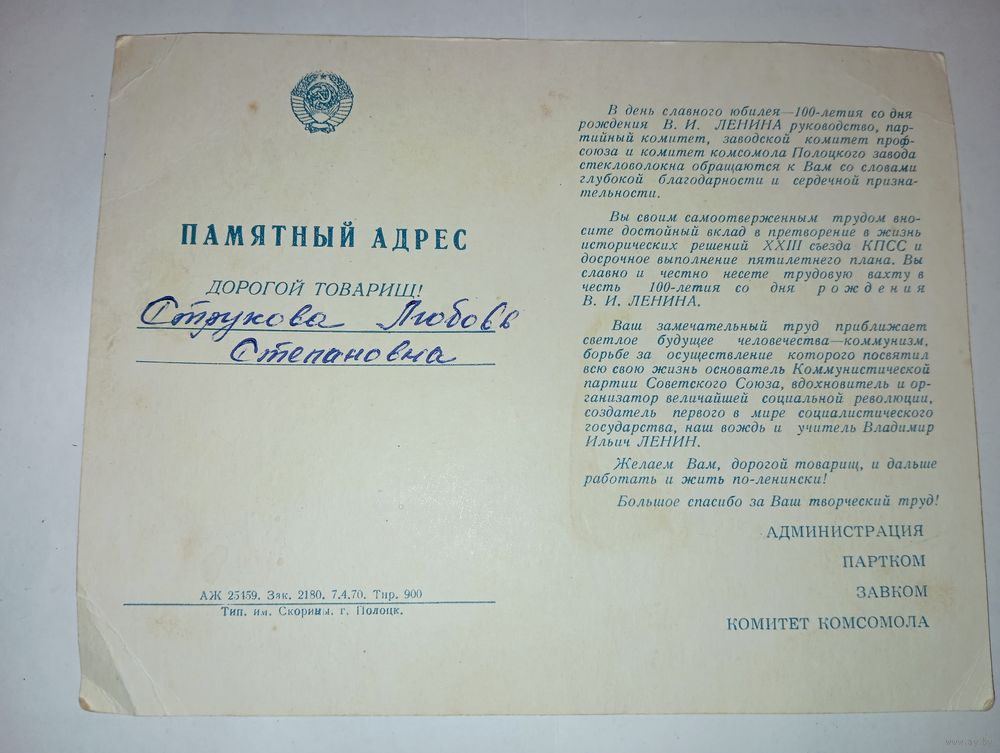 ПАМЯТНЫЙ АДРЕС
ДОРОГОЙ ТОВАРИЩ!
Струкова Любовь
Степановна
АЖ 25459. Зак. 2180. 7.4.70. Тир. 900
Тип. им. Скорины, г. Полоцк.
В день славного юбилея—100-летия со дня
рождения В. И. ЛЕНИНА руководство, пар-
тийный комитет, заводской комитет проф-
союза и комитет комсомола Полоцкого завода
стекловолокна обращаются к Вам со словами
глубокой благодарности и сердечной призна-
тельности.
Вы своим самоотверженным трудом вно-
сите достойный вклад в претворение в жизнь
исторических решений XXIII съезда КПСС и
досрочное выполнение пятилетнего плана. Вы
славно и честно несете трудовую вахту в
честь 100-летия со дня рождения
В. И. ЛЕНИНА.
Ваш замечательный труд приближает
светлое будущее человечества—коммунизм,
борьбе за осуществление которого посвятил
всю свою жизнь основатель Коммунистической
партии Советского Союза, вдохновитель и ор-
ганизатор величайшей социальной революции,
создатель первого в мире социалистического
государства, наш вождь и учитель Владимир
Ильич ЛЕНИН.
Желаем Вам, дорогой товарищ, и дальше
работать и жить по-ленински!
Большое спасибо за Ваш творческий труд!
АДМИНИСТРАЦИЯ
ПАРТКОМ
ЗАВКОМ
КОМИТЕТ КОМСОМОЛА
www.ay.by